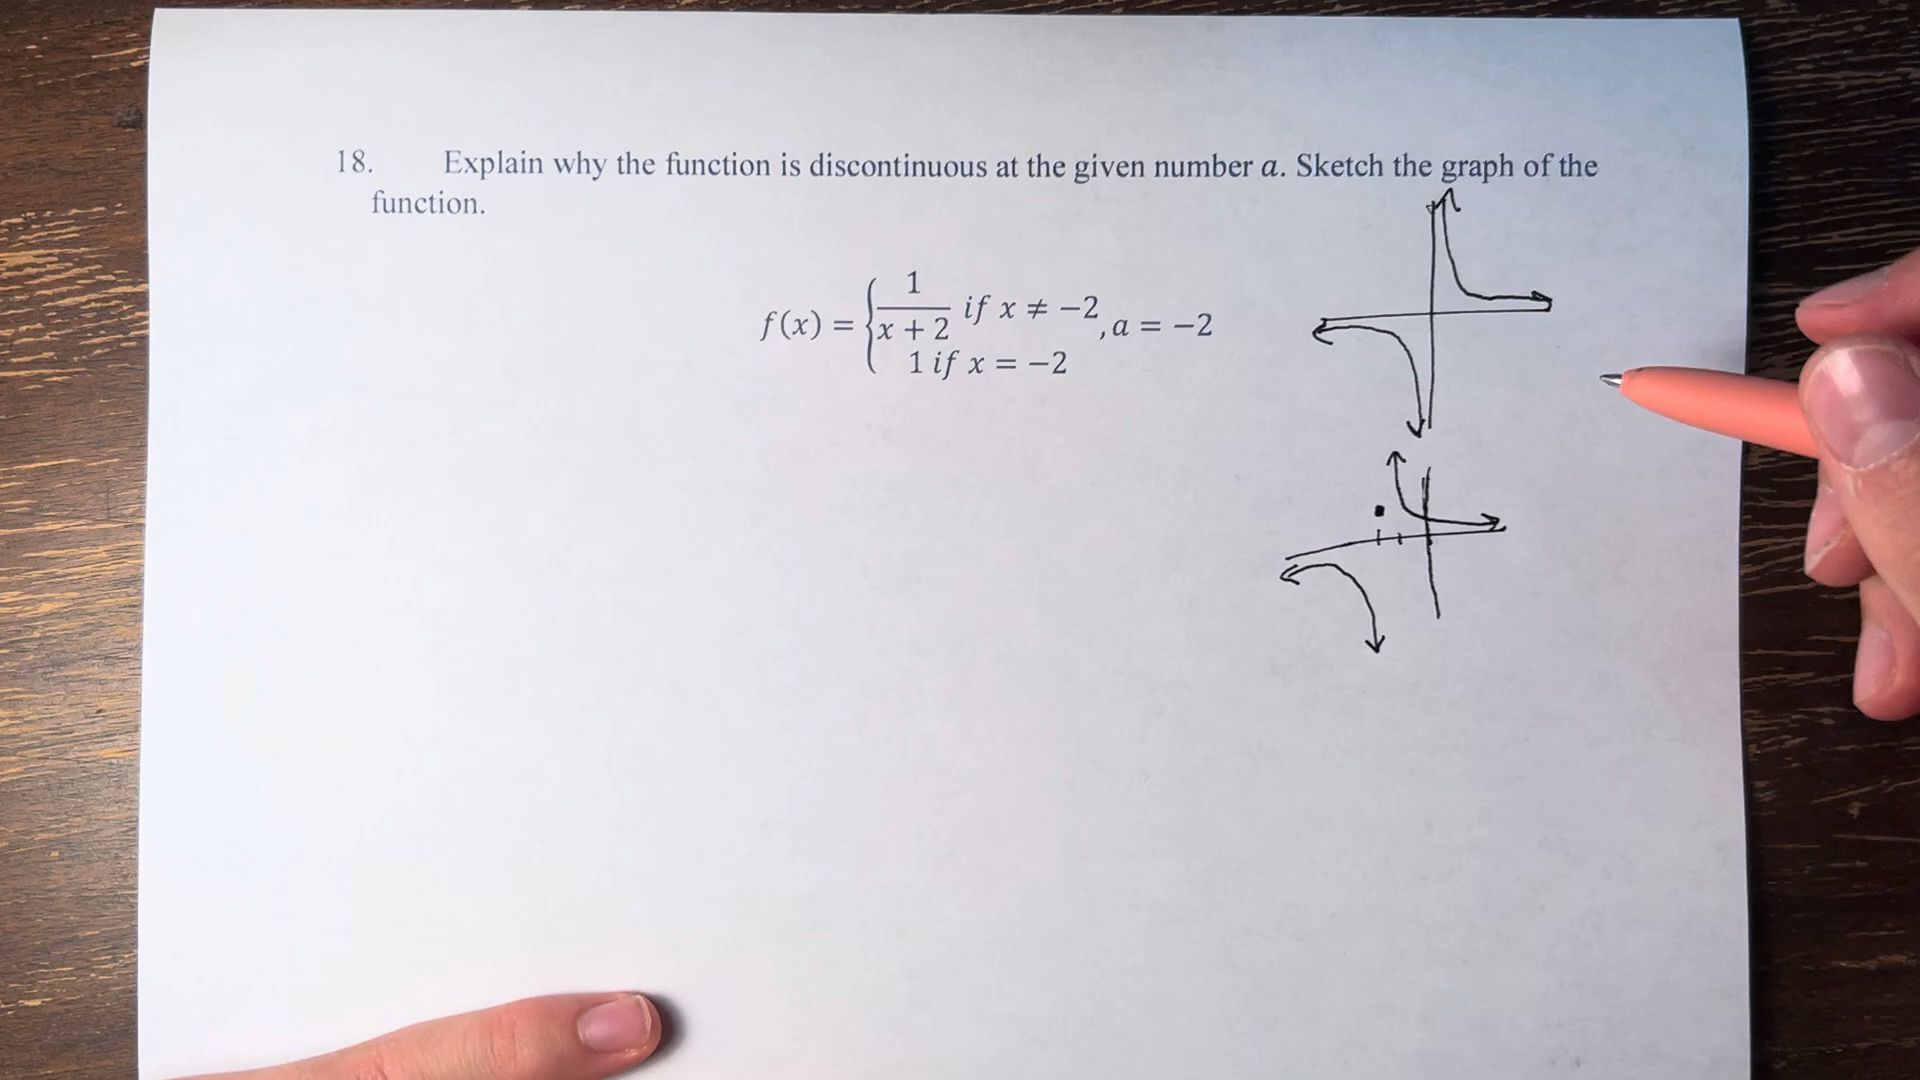 18. Explain why the function is discontinuous at the given number a. Sketch the graph of the
function.
f(x) = { 1/(x + 2) if x ≠ −2
1 if x = −2 , a = −2